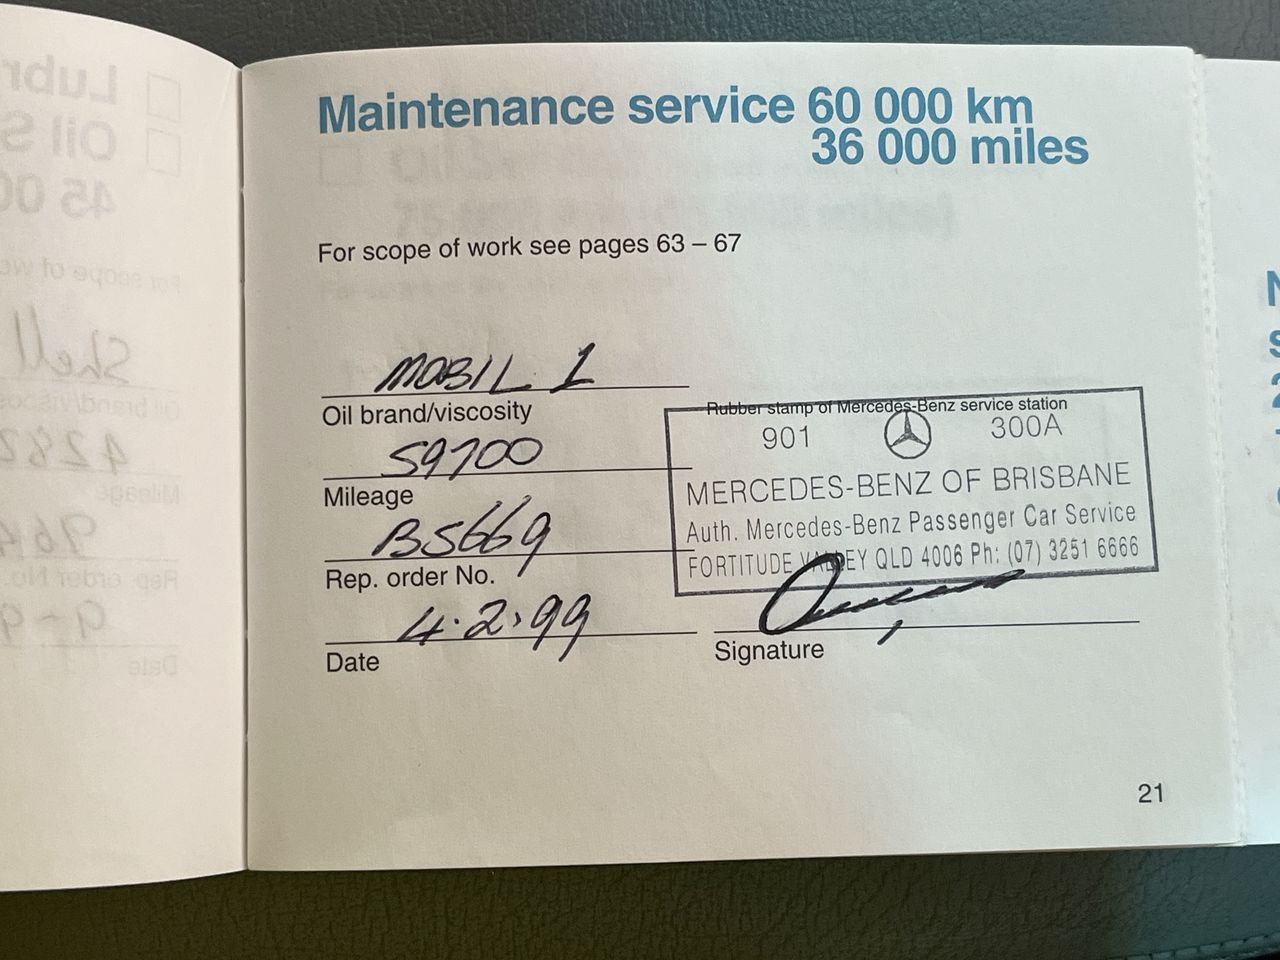 Maintenance service 60 000 km
36 000 miles
For scope of work see pages 63 – 67
MOBIL 1
Oil brand/viscosity
59700
Mileage
B5669
Rep. order No.
4.2.99
Date
Rubber stamp of Mercedes-Benz service station
901 300A
MERCEDES-BENZ OF BRISBANE
Auth. Mercedes-Benz Passenger Car Service
FORTITUDE VALLEY QLD 4006 Ph: (07) 3251 6666
Signature
21